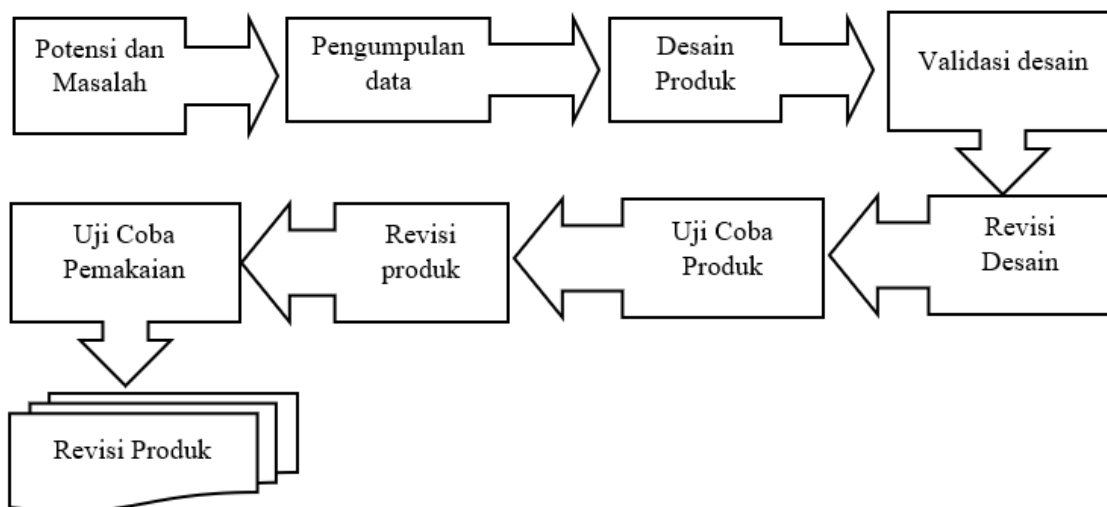 Potensi dan
Masalah
Pengumpulan
data
Desain
Produk
Validasi desain
Revisi
Desain
Uji Coba
Produk
Revisi
produk
Uji Coba
Pemakaian
Revisi Produk